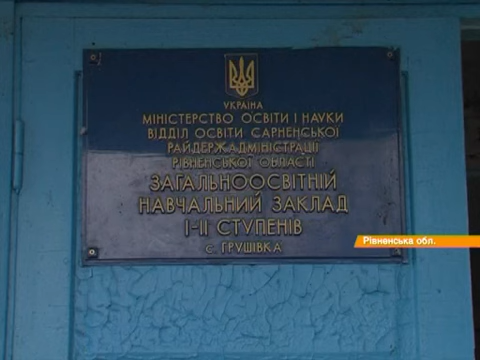 УКРАЇНА
МІНІСТЕРСТВО ОСВІТИ І НАУКИ
ВІДДІЛ ОСВІТИ САРНЕНСЬКОЇ
РАЙДЕРЖАДМІНІСТРАЦІЇ
РІВНЕНСЬКОЇ ОБЛАСТІ
ЗАГАЛЬНООСВІТНІЙ
НАВЧАЛЬНИЙ ЗАКЛАД
І-ІІ СТУПЕНІВ
С. ГРУШІВКА
Рівненська обл.